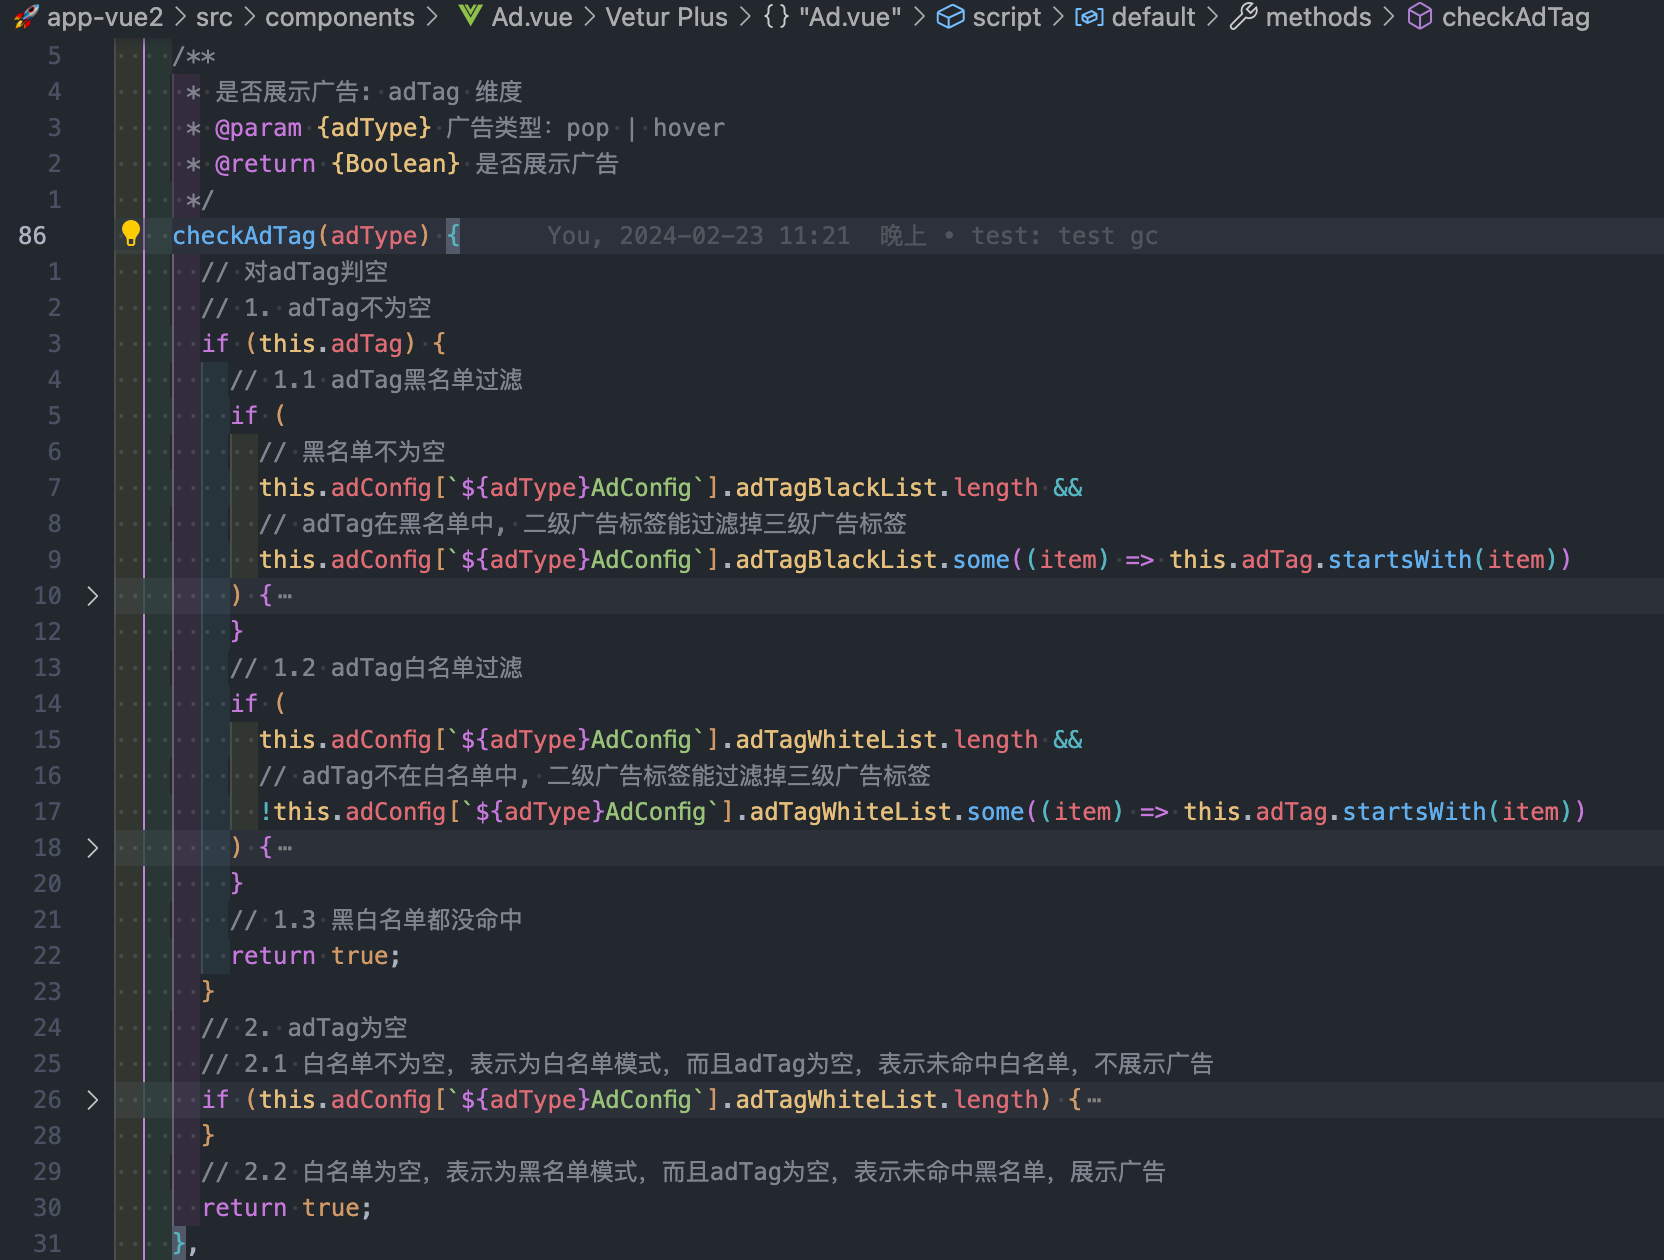 app-vue2 > src > components > Ad.vue > Vetur Plus > {} "Ad.vue" > script > default > methods > checkAdTag
5 /**
4 * 是否展示广告: adTag 维度
3 * @param {adType} 广告类型: pop | hover
2 * @return {Boolean} 是否展示广告
1 */
86 checkAdTag(adType) { You, 2024-02-23 11:21 晚上 • test: test gc
1 // 对adTag判空
2 // 1. adTag不为空
3 if (this.adTag) {
4 // 1.1 adTag黑名单过滤
5 if (
6 // 黑名单不为空
7 this.adConfig[`${adType}AdConfig`].adTagBlackList.length &&
8 // adTag在黑名单中, 二级广告标签能过滤掉三级广告标签
9 this.adConfig[`${adType}AdConfig`].adTagBlackList.some((item) => this.adTag.startsWith(item))
10 ) { ⋯
12 }
13 // 1.2 adTag白名单过滤
14 if (
15 this.adConfig[`${adType}AdConfig`].adTagWhiteList.length &&
16 // adTag不在白名单中, 二级广告标签能过滤掉三级广告标签
17 !this.adConfig[`${adType}AdConfig`].adTagWhiteList.some((item) => this.adTag.startsWith(item))
18 ) { ⋯
20 }
21 // 1.3 黑白名单都没命中
22 return true;
23 }
24 // 2. adTag为空
25 // 2.1 白名单不为空, 表示为白名单模式, 而且adTag为空, 表示未命中白名单, 不展示广告
26 if (this.adConfig[`${adType}AdConfig`].adTagWhiteList.length) { ⋯
28 }
29 // 2.2 白名单为空, 表示为黑名单模式, 而且adTag为空, 表示未命中黑名单, 展示广告
30 return true;
31 },